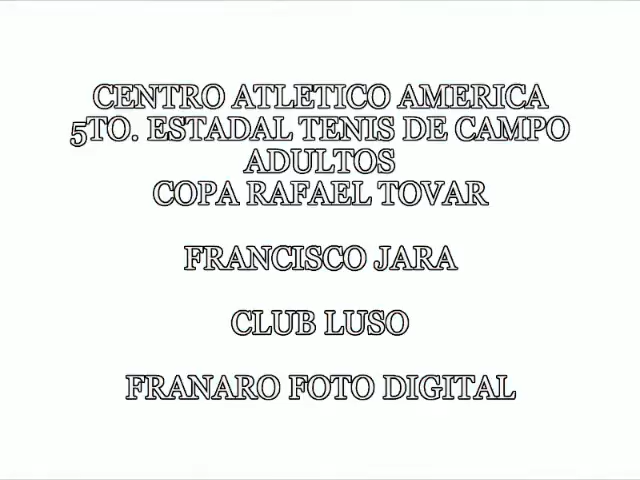 CENTRO ATLETICO AMERICA
5TO. ESTADAL TENIS DE CAMPO
ADULTOS
COPA RAFAEL TOVAR
FRANCISCO JARA
CLUB LUSO
FRANARO FOTO DIGITAL